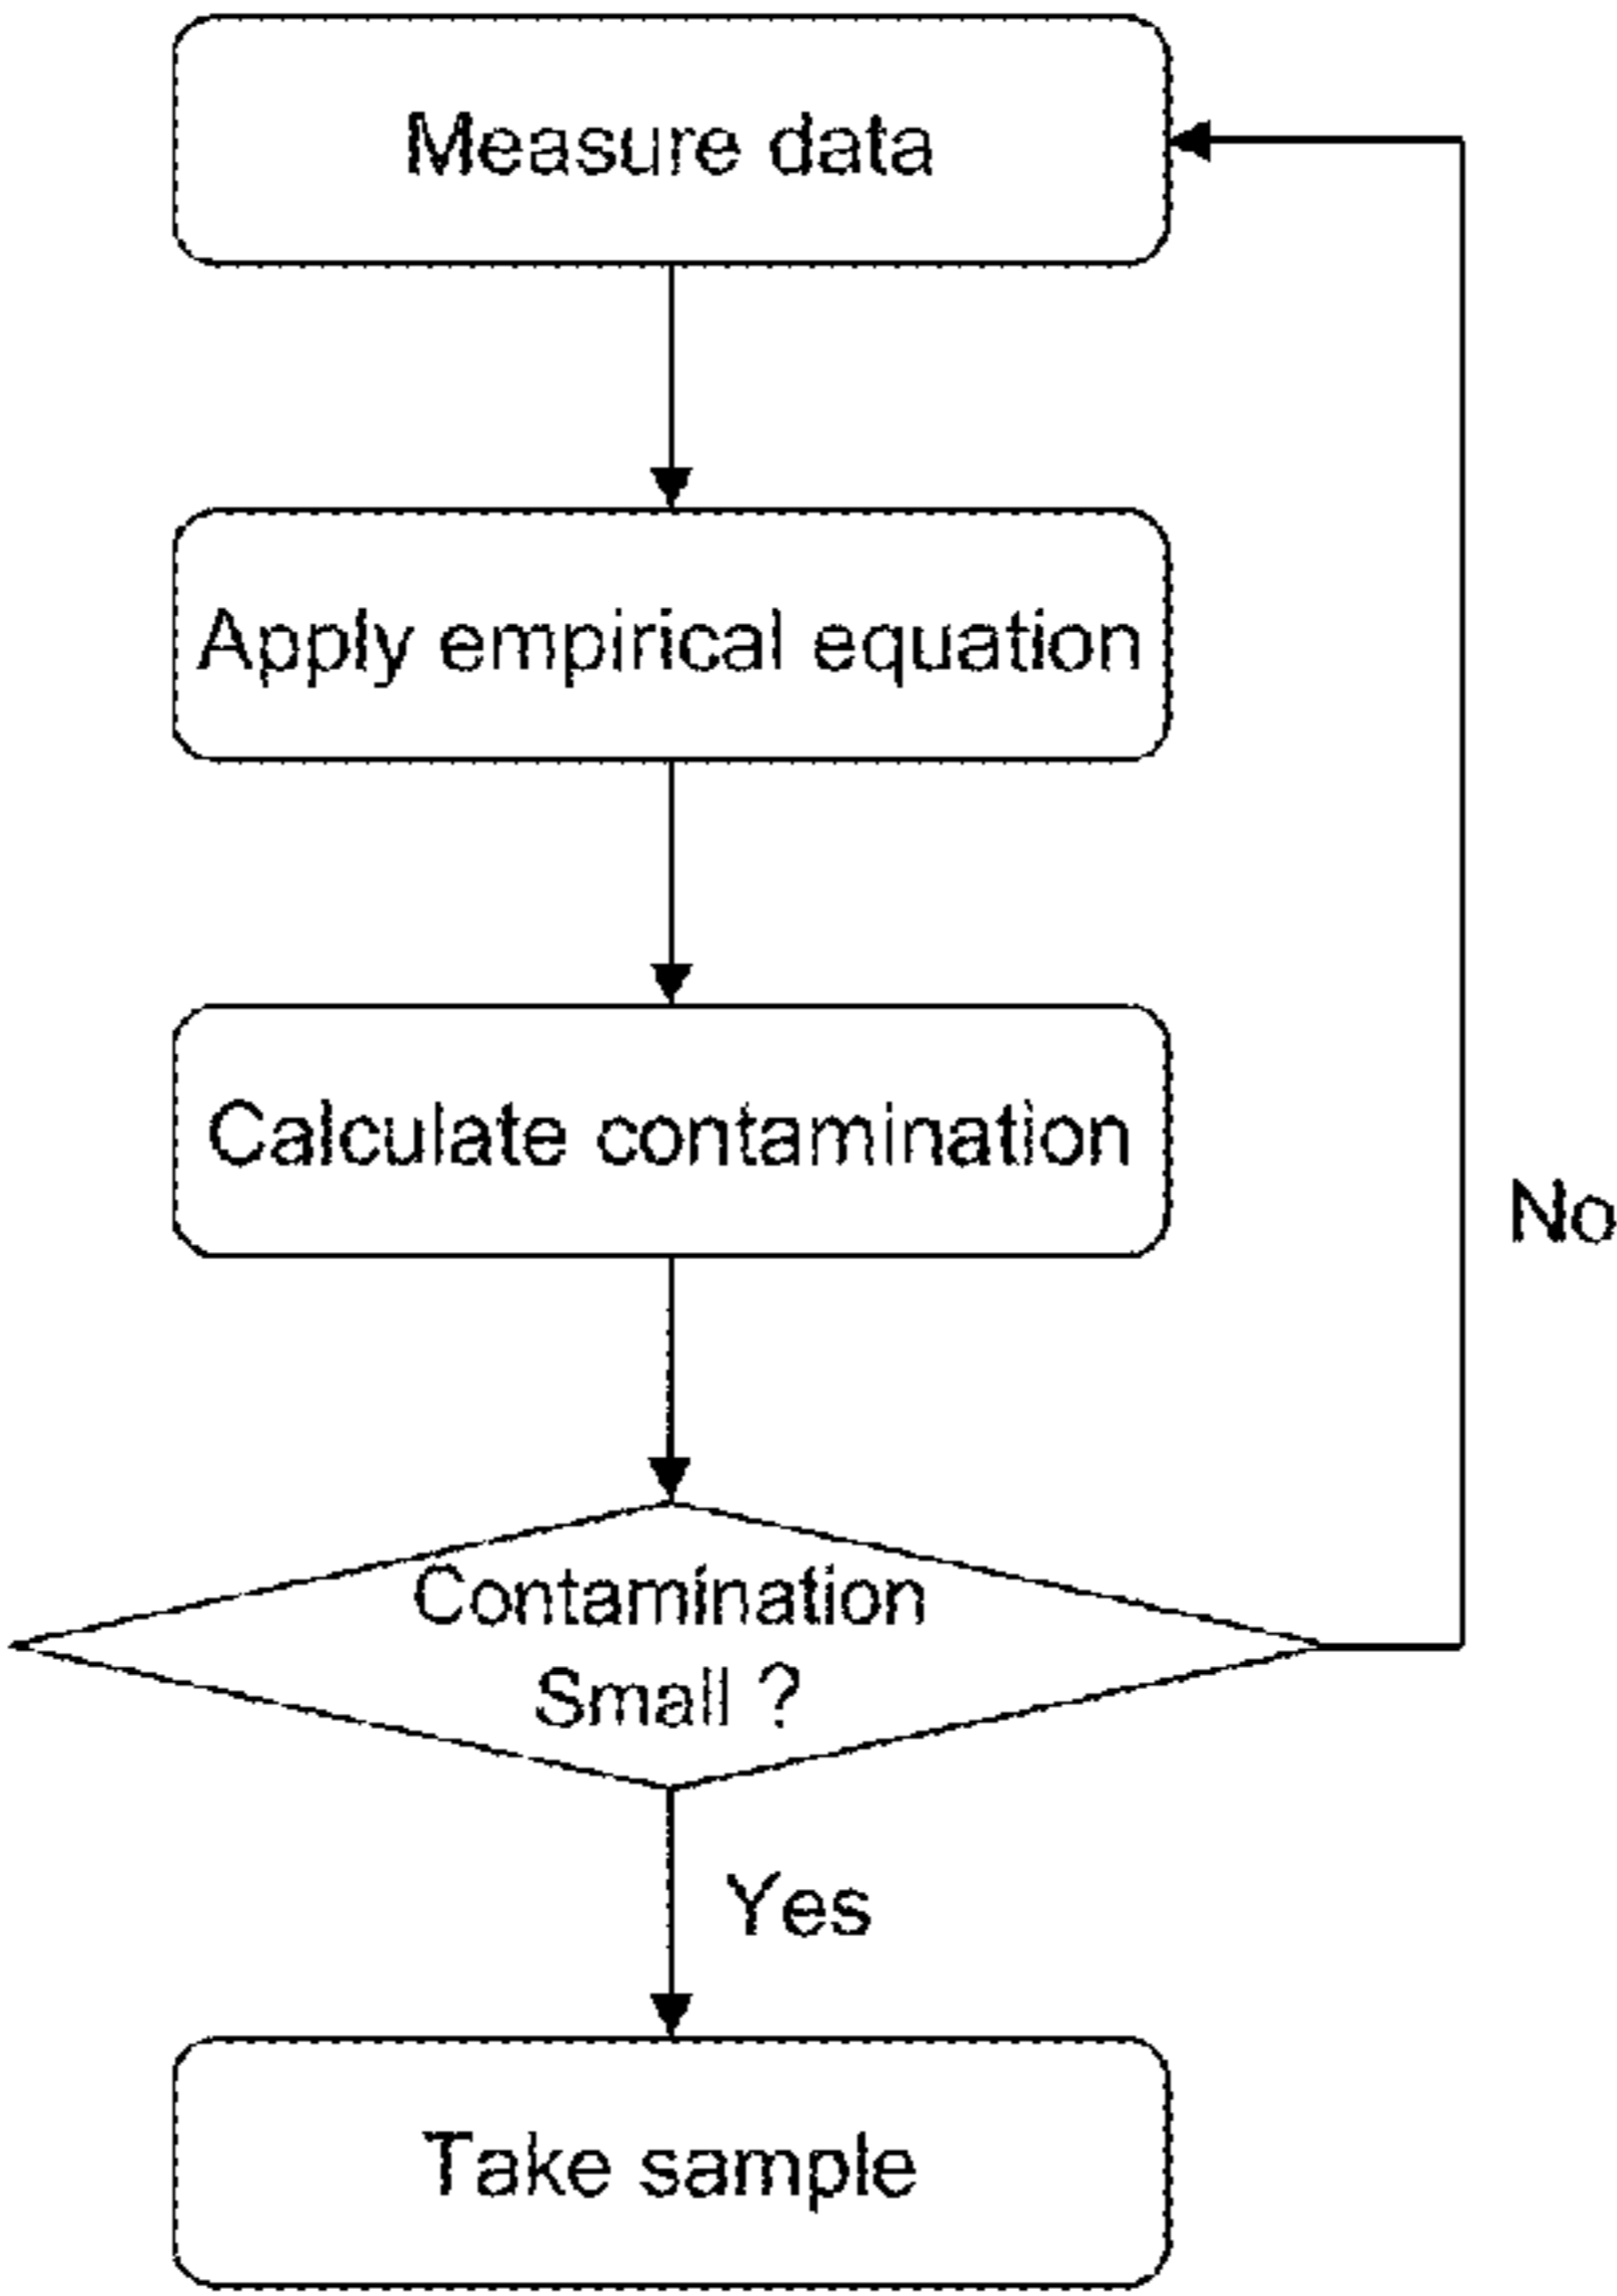 Measure data
Apply empirical equation
Calculate contamination
No
Contamination
Small ?
Yes
Take sample